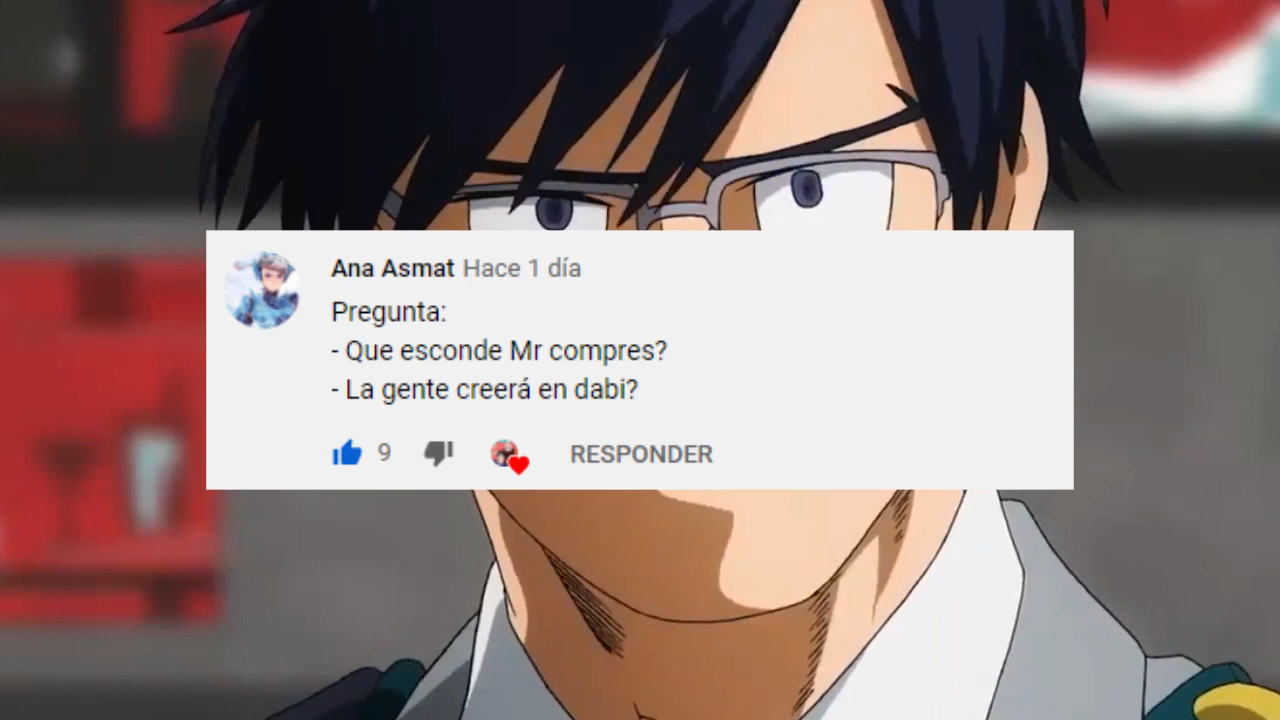 Ana Asmat Hace 1 día
Pregunta:
- Que esconde Mr compres?
- La gente creerá en dabi?
9 RESPONDER